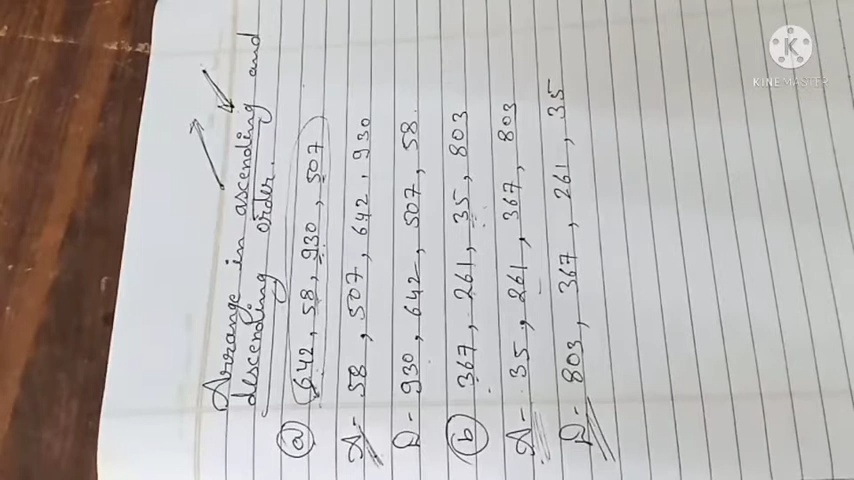 Arrange in ascending and
descending order.
(a) 642, 58, 930, 507
A- 58, 507, 642, 930
D- 930, 642, 507, 58.
(b) 367, 261, 35, 803
A- 35, 261, 367, 803
D- 803, 367, 261, 35
K
KINEMASTER